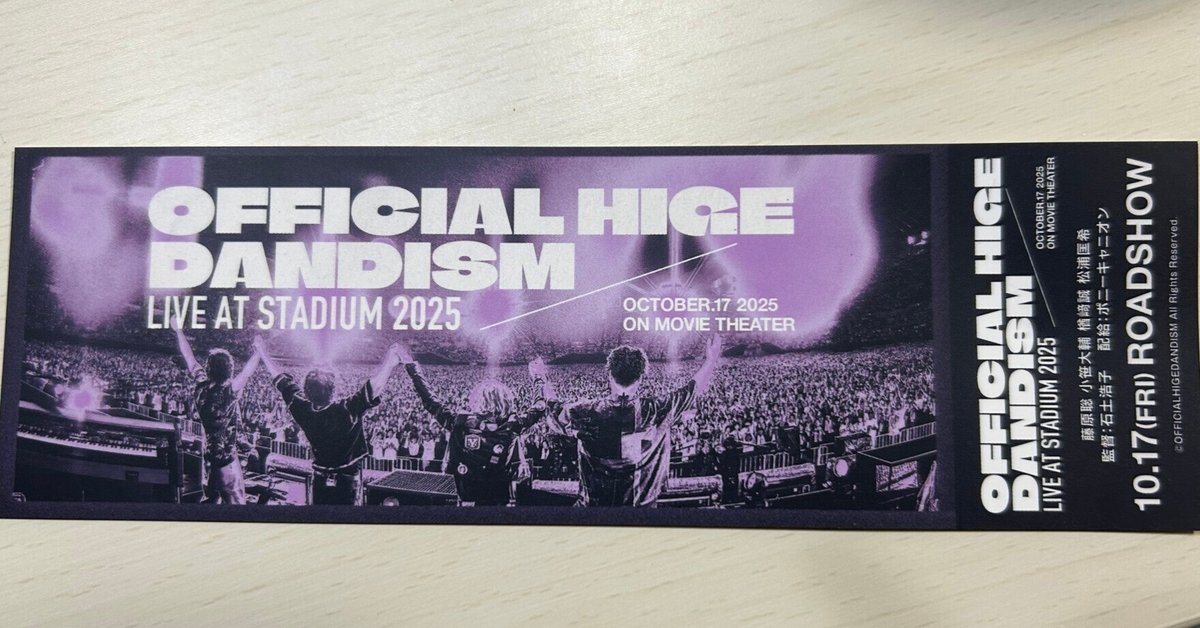 OFFICIAL HIGE
DANDISM
LIVE AT STADIUM 2025
OCTOBER.17 2025
ON MOVIE THEATER
OFFICIAL HIGE
DANDISM
LIVE AT STADIUM 2025
OCTOBER.17 2025
ON MOVIE THEATER
藤原聡 小笹大輔 楢﨑誠 松浦匡希
監督:石土浩子 配給:ポニーキャニオン
10.17(FRI) ROADSHOW
©OFFICIALHIGEDANDISM All Rights Reserved.